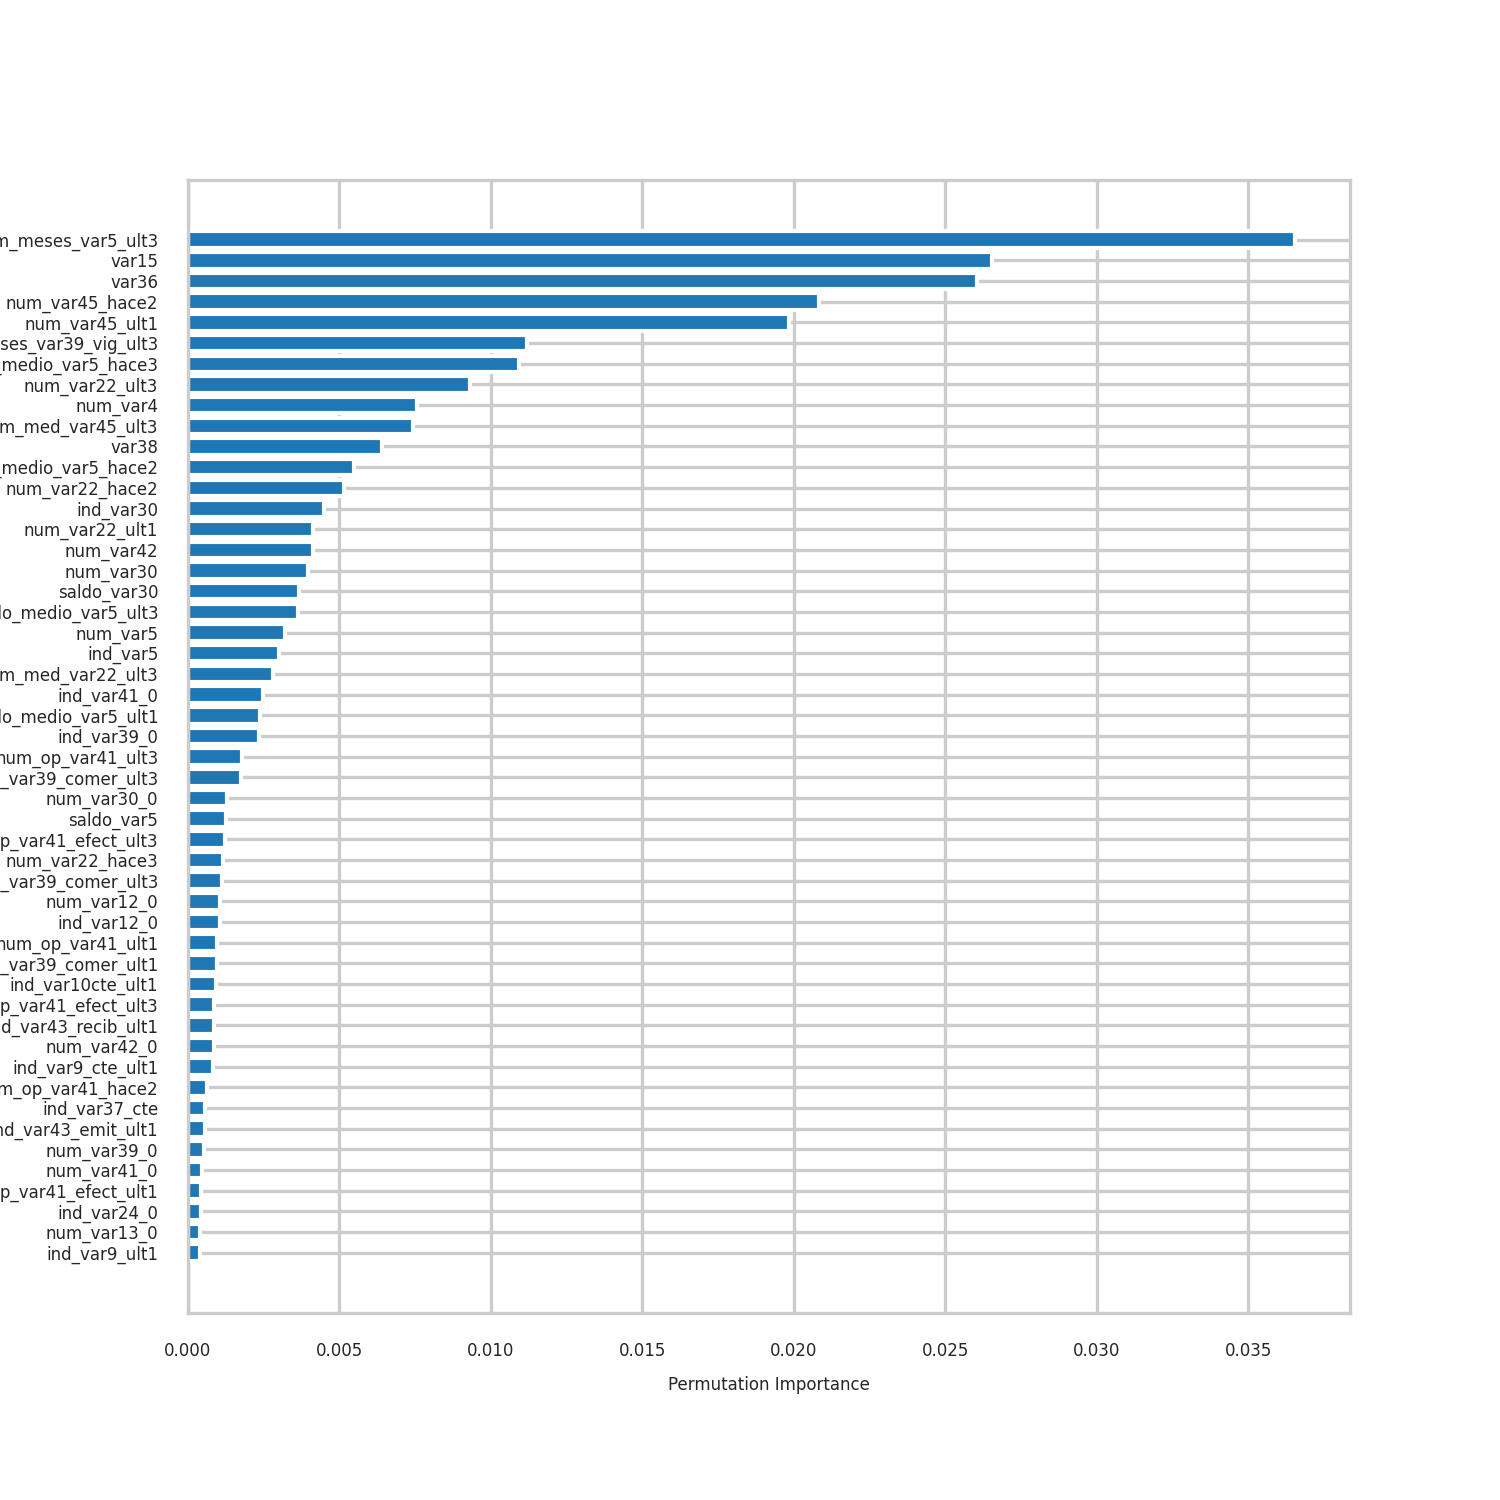 m_meses_var5_ult3
var15
var36
num_var45_hace2
num_var45_ult1
ses_var39_vig_ult3
_medio_var5_hace3
num_var22_ult3
num_var4
m_med_var45_ult3
var38
_medio_var5_hace2
num_var22_hace2
ind_var30
num_var22_ult1
num_var42
num_var30
saldo_var30
lo_medio_var5_ult3
num_var5
ind_var5
m_med_var22_ult3
ind_var41_0
lo_medio_var5_ult1
ind_var39_0
num_op_var41_ult3
_var39_comer_ult3
num_var30_0
saldo_var5
p_var41_efect_ult3
num_var22_hace3
_var39_comer_ult3
num_var12_0
ind_var12_0
num_op_var41_ult1
_var39_comer_ult1
ind_var10cte_ult1
p_var41_efect_ult3
d_var43_recib_ult1
num_var42_0
ind_var9_cte_ult1
m_op_var41_hace2
ind_var37_cte
nd_var43_emit_ult1
num_var39_0
num_var41_0
p_var41_efect_ult1
ind_var24_0
num_var13_0
ind_var9_ult1
0.000 0.005 0.010 0.015 0.020 0.025 0.030 0.035
Permutation Importance